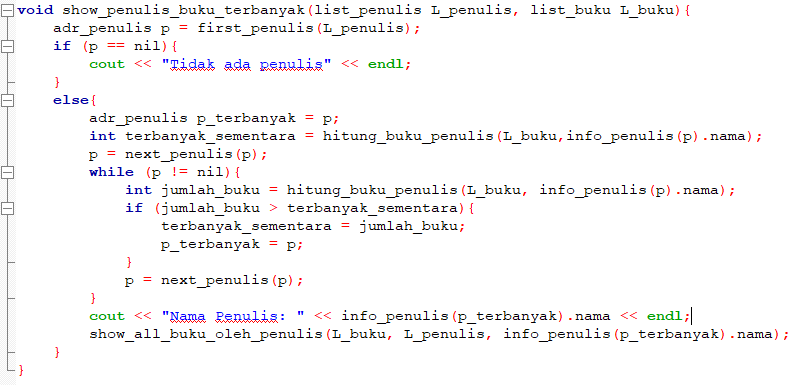 void show_penulis_buku_terbanyak(list_penulis L_penulis, list_buku L_buku){
    adr_penulis p = first_penulis(L_penulis);
    if (p == nil){
        cout << "Tidak ada penulis" << endl;
    }
    else{
        adr_penulis p_terbanyak = p;
        int terbanyak_sementara = hitung_buku_penulis(L_buku,info_penulis(p).nama);
        p = next_penulis(p);
        while (p != nil){
            int jumlah_buku = hitung_buku_penulis(L_buku, info_penulis(p).nama);
            if (jumlah_buku > terbanyak_sementara){
                terbanyak_sementara = jumlah_buku;
                p_terbanyak = p;
            }
            p = next_penulis(p);
        }
        cout << "Nama Penulis: " << info_penulis(p_terbanyak).nama << endl;
        show_all_buku_oleh_penulis(L_buku, L_penulis, info_penulis(p_terbanyak).nama);
    }
}